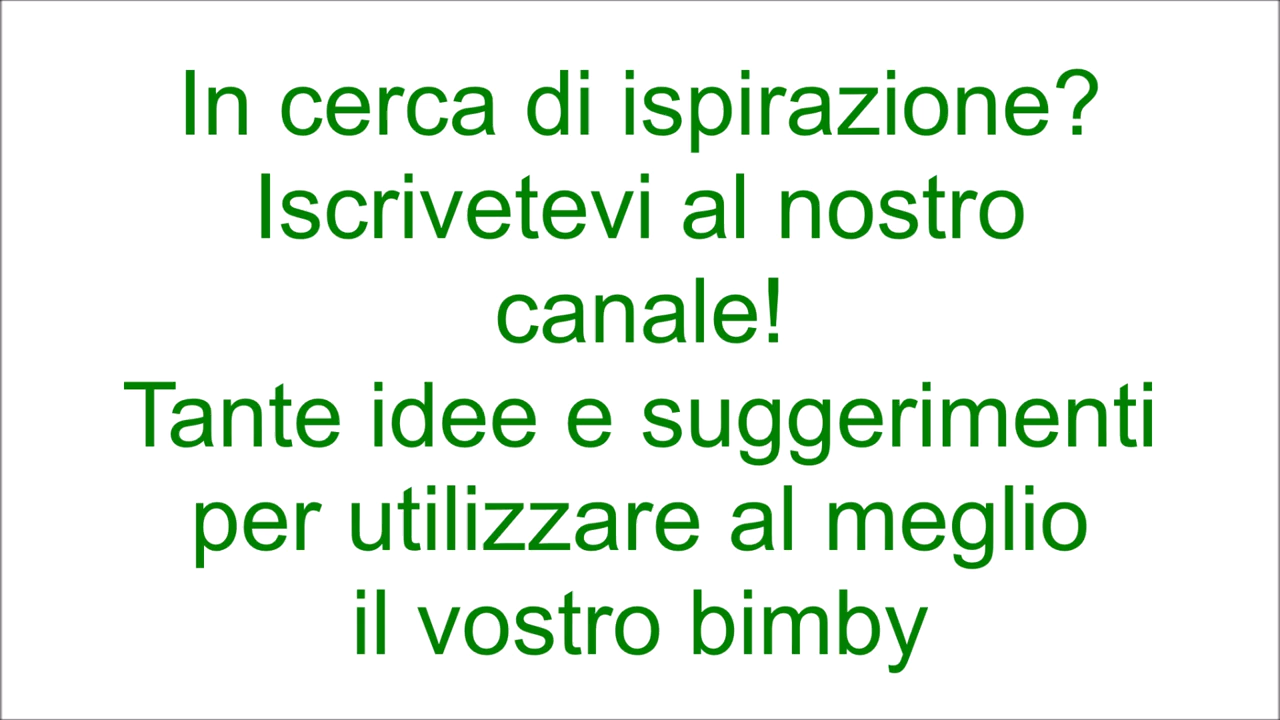 In cerca di ispirazione?
Iscrivetevi al nostro
canale!
Tante idee e suggerimenti
per utilizzare al meglio
il vostro bimby